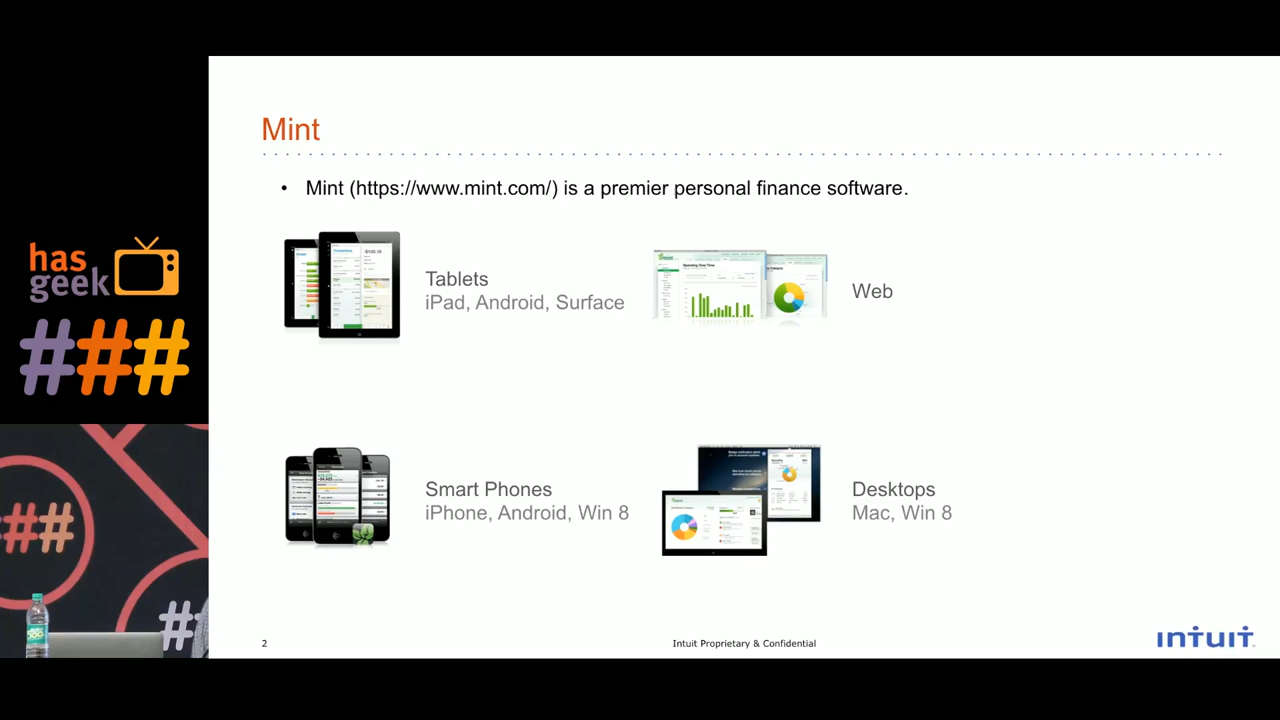 Mint
• Mint (https://www.mint.com/) is a premier personal finance software.
Tablets
iPad, Android, Surface
Web
Smart Phones
iPhone, Android, Win 8
Desktops
Mac, Win 8
2
Intuit Proprietary & Confidential
intuit
has
geek
###
##
#